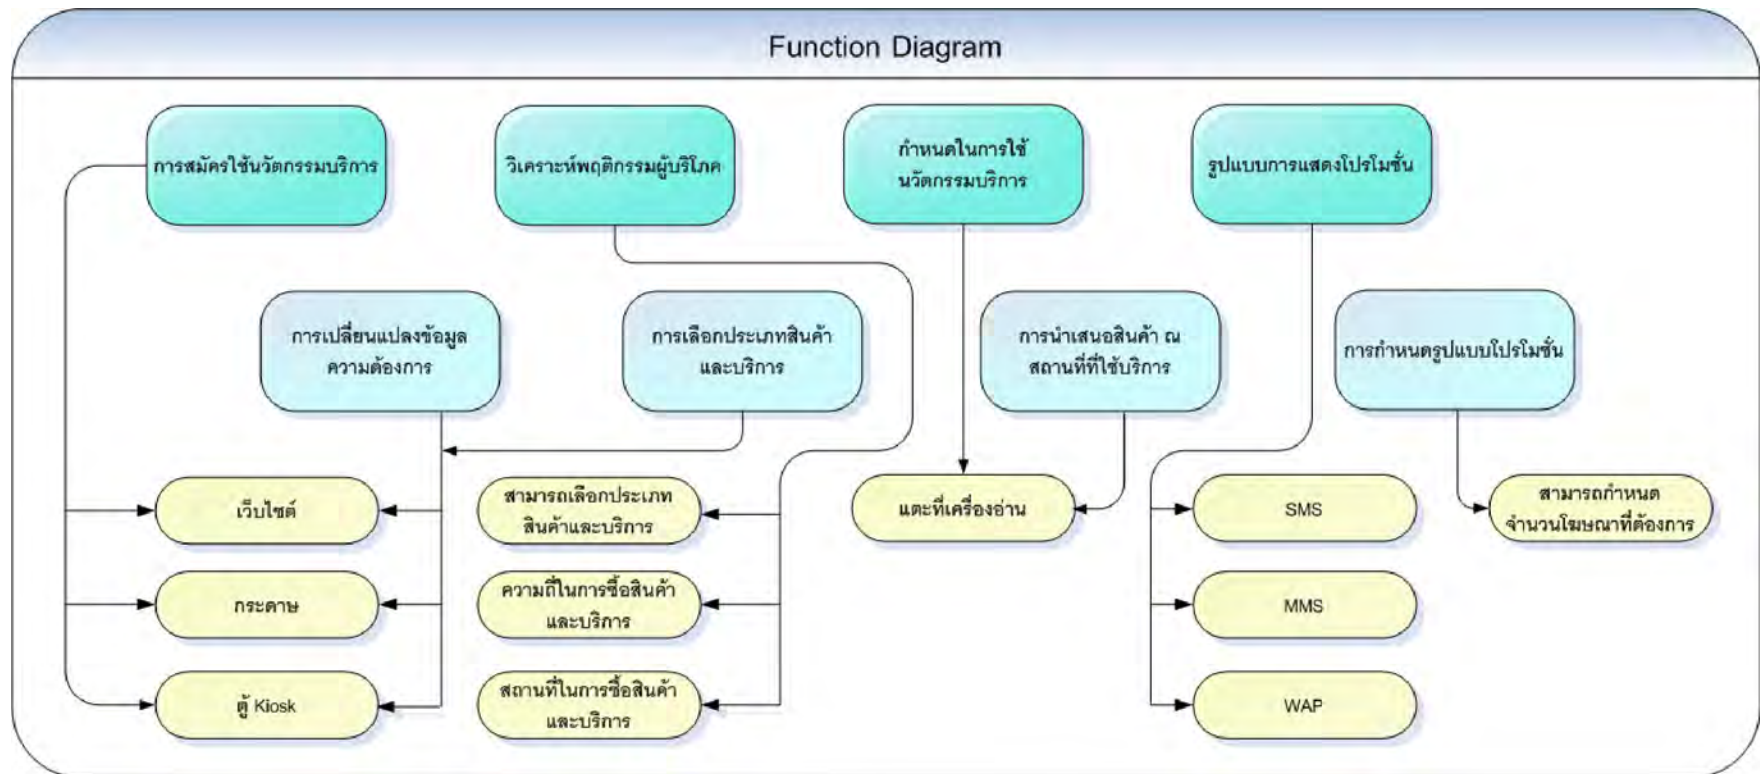 Function Diagram
การสมัครใช้นวัตกรรมบริการ
วิเคราะห์พฤติกรรมผู้บริโภค
กำหนดในการใช้
นวัตกรรมบริการ
รูปแบบการแสดงโปรโมชั่น
การเปลี่ยนแปลงข้อมูล
ความต้องการ
การเลือกประเภทสินค้า
และบริการ
การนำเสนอสินค้า ณ
สถานที่ที่ใช้บริการ
การกำหนดรูปแบบโปรโมชั่น
เว็บไซต์
สามารถเลือกประเภท
สินค้าและบริการ
แตะที่เครื่องอ่าน
SMS
สามารถกำหนด
จำนวนโฆษณาที่ต้องการ
กระดาษ
ความถี่ในการซื้อสินค้า
และบริการ
MMS
ตู้ Kiosk
สถานที่ในการซื้อสินค้า
และบริการ
WAP